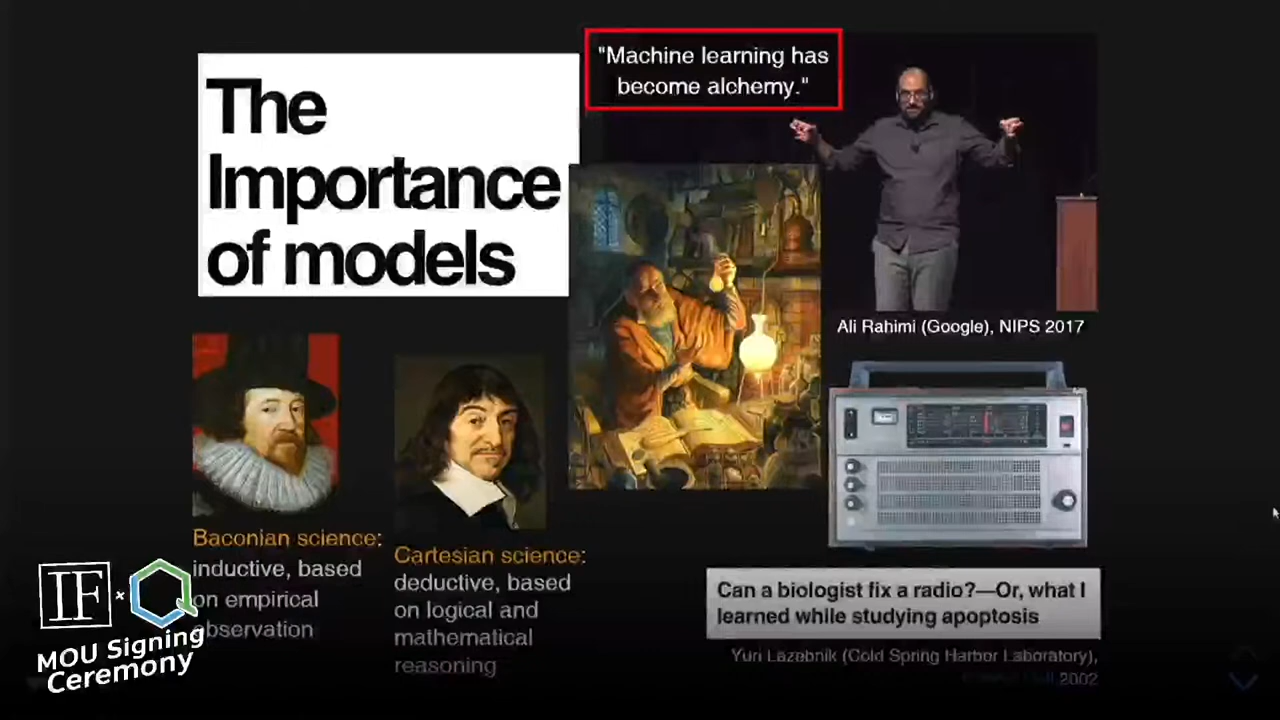 The
Importance
of models
"Machine learning has
become alchemy."
Ali Rahimi (Google), NIPS 2017
Baconian science:
inductive, based
on empirical
observation
Cartesian science:
deductive, based
on logical and
mathematical
reasoning
Can a biologist fix a radio?—Or, what I
learned while studying apoptosis
Yuri Lazebnik (Cold Spring Harbor Laboratory),
2002
IF × Q
MOU Signing
Ceremony